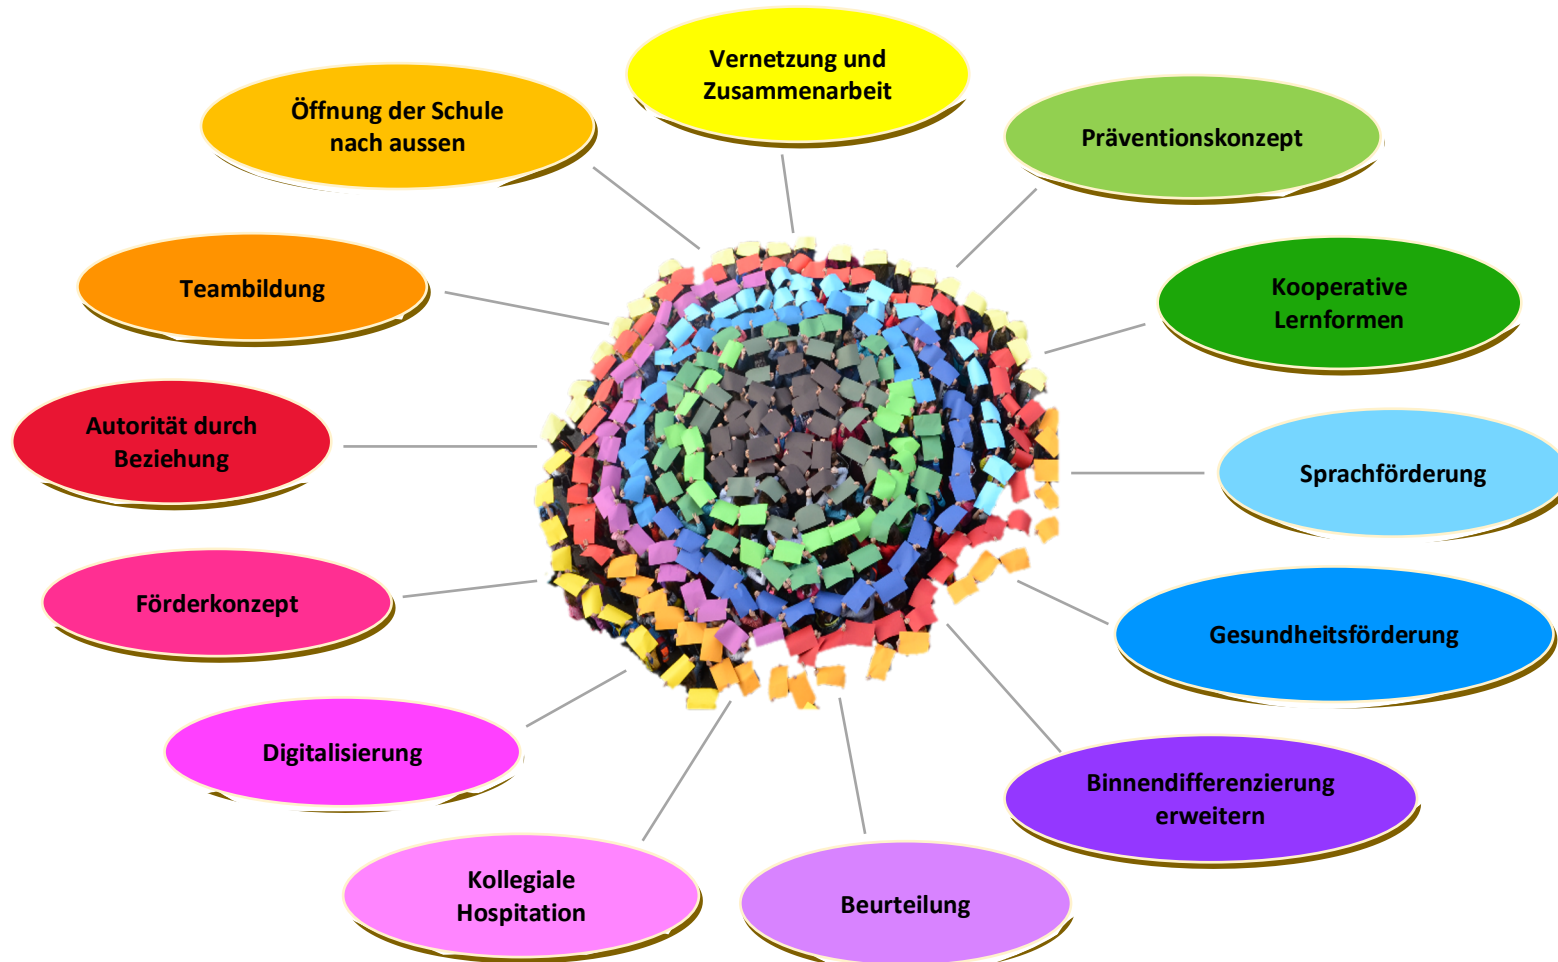 Vernetzung und
Zusammenarbeit
Öffnung der Schule
nach aussen
Präventionskonzept
Teambildung
Kooperative
Lernformen
Autorität durch
Beziehung
Sprachförderung
Förderkonzept
Gesundheitsförderung
Digitalisierung
Binnendifferenzierung
erweitern
Kollegiale
Hospitation
Beurteilung